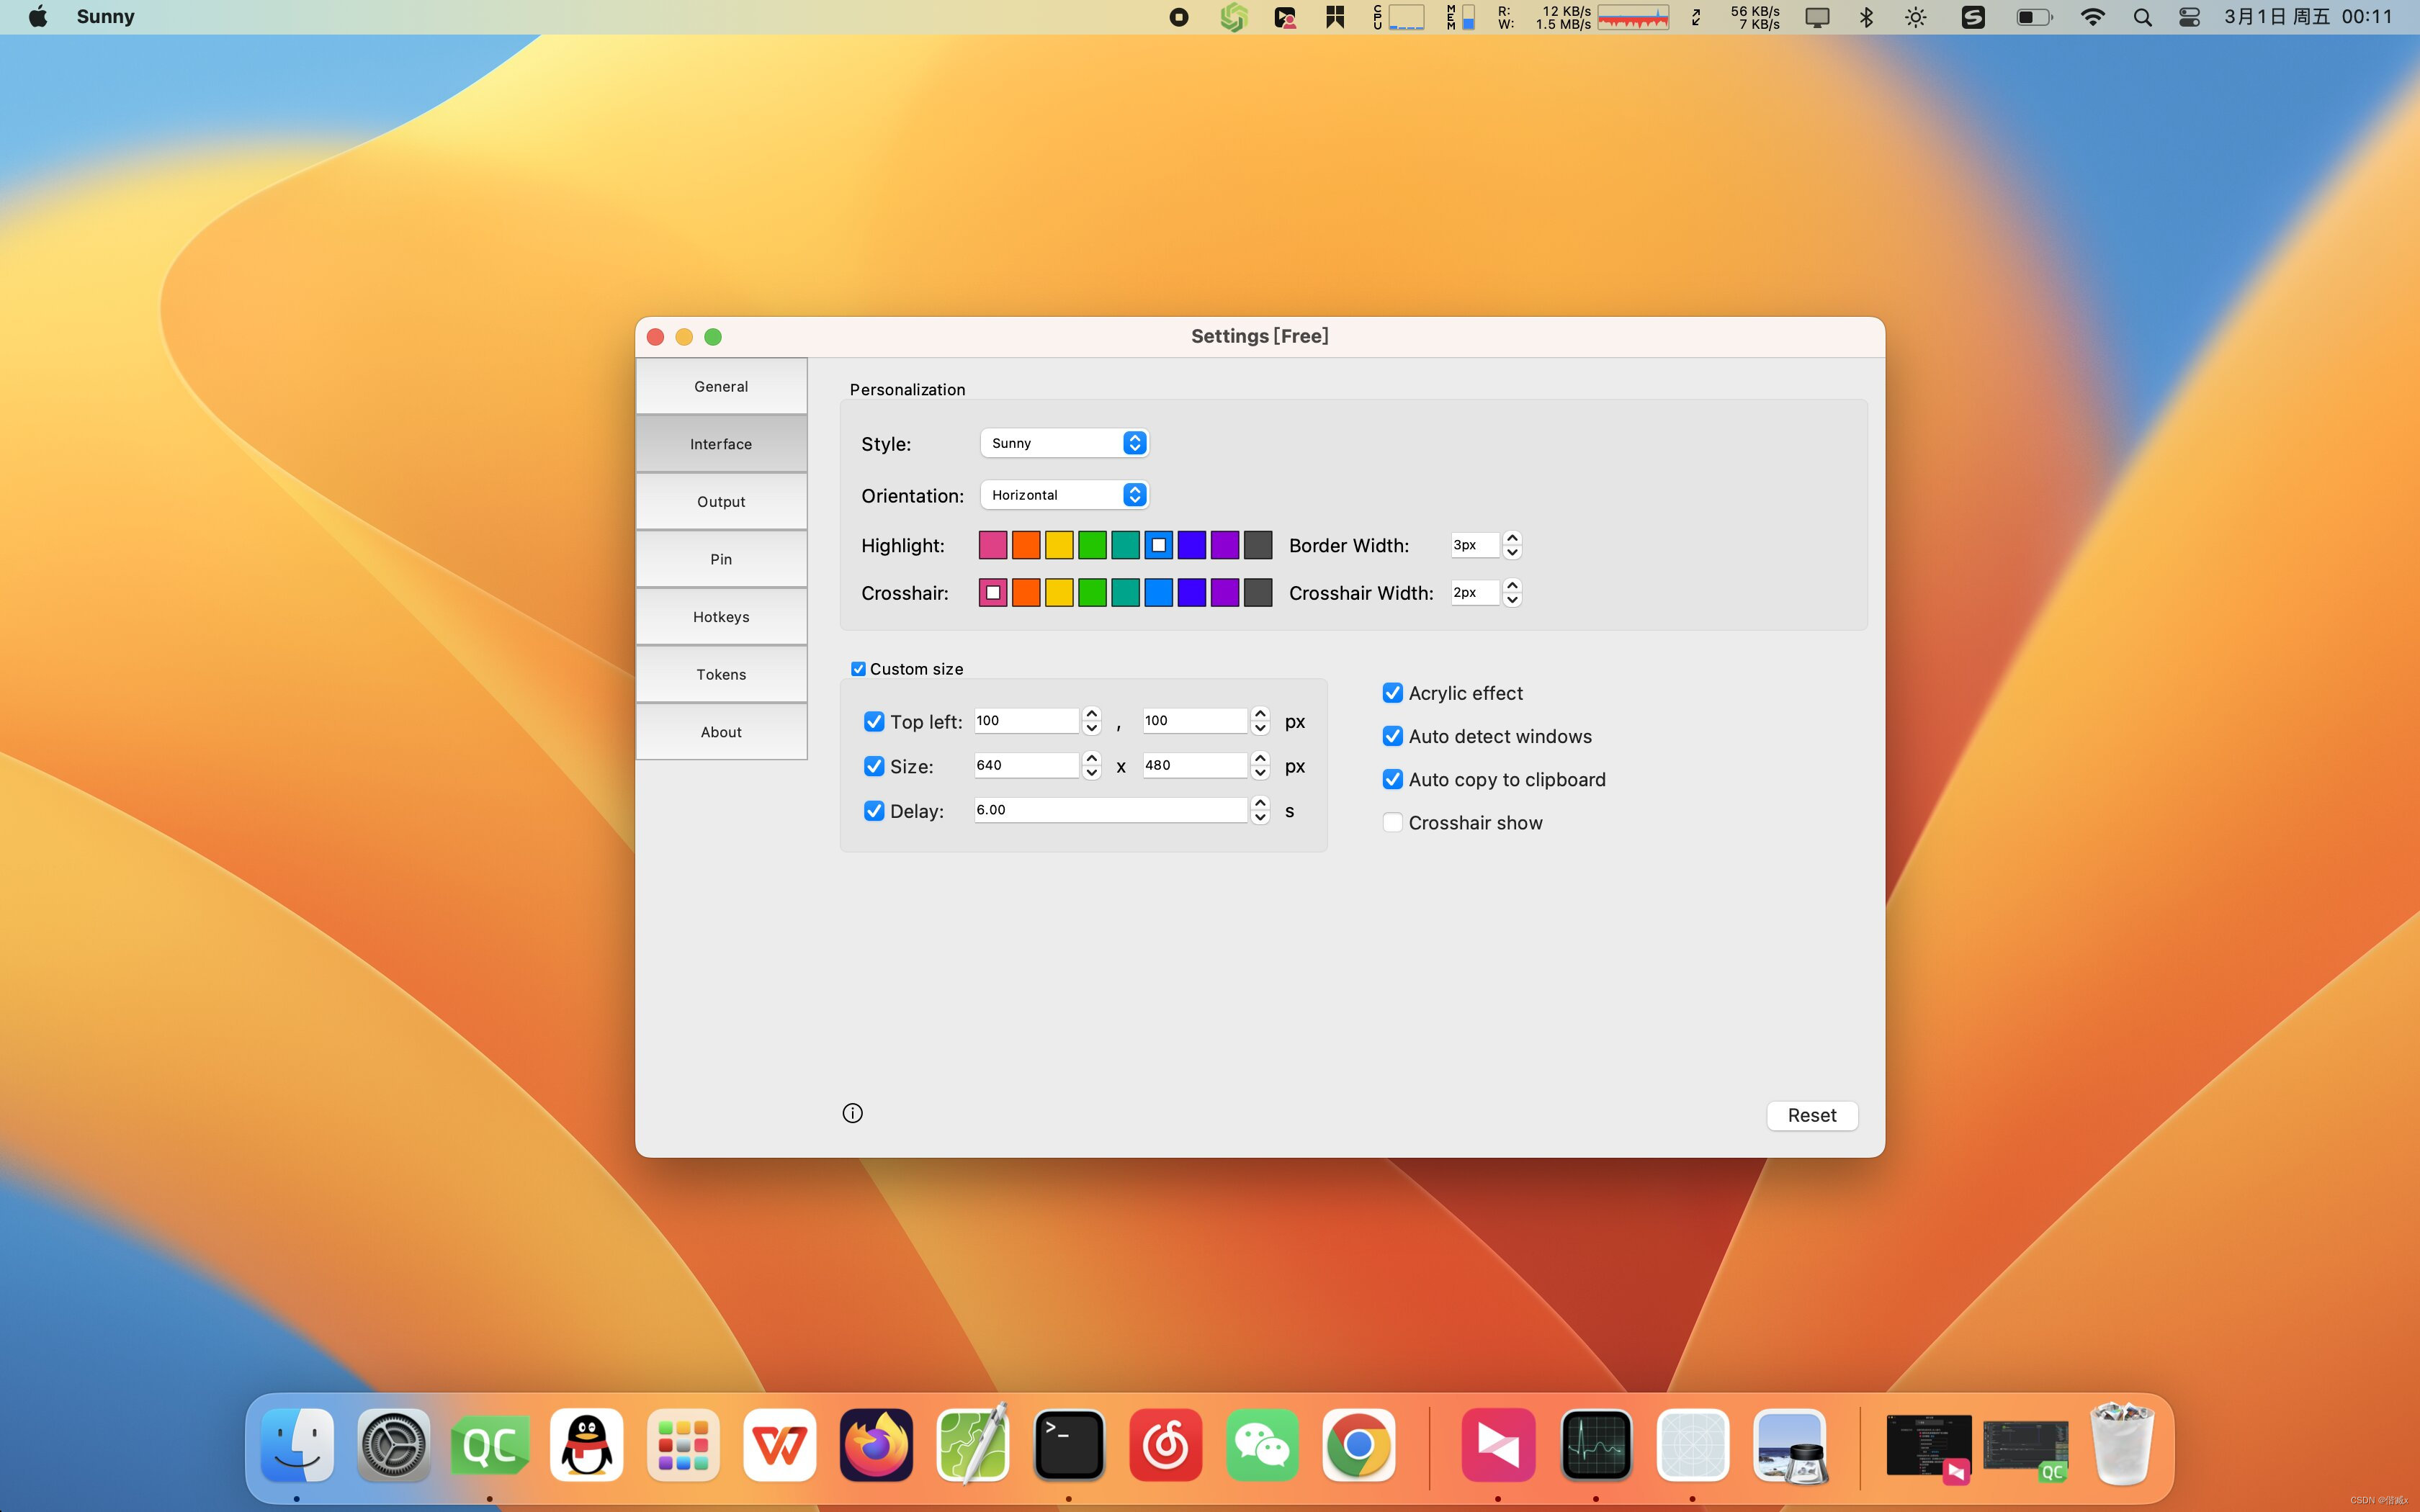 Sunny
CPU
MEM
R: 12 KB/s
W: 1.5 MB/s
56 KB/s
7 KB/s
3月1日 周五 00:11
Settings [Free]
General
Interface
Output
Pin
Hotkeys
Tokens
About
Personalization
Style: Sunny
Orientation: Horizontal
Highlight: Border Width: 3px
Crosshair: Crosshair Width: 2px
Custom size
Top left: 100 , 100 px
Size: 640 x 480 px
Delay: 6.00 s
Acrylic effect
Auto detect windows
Auto copy to clipboard
Crosshair show
Reset
QC
>_
QC